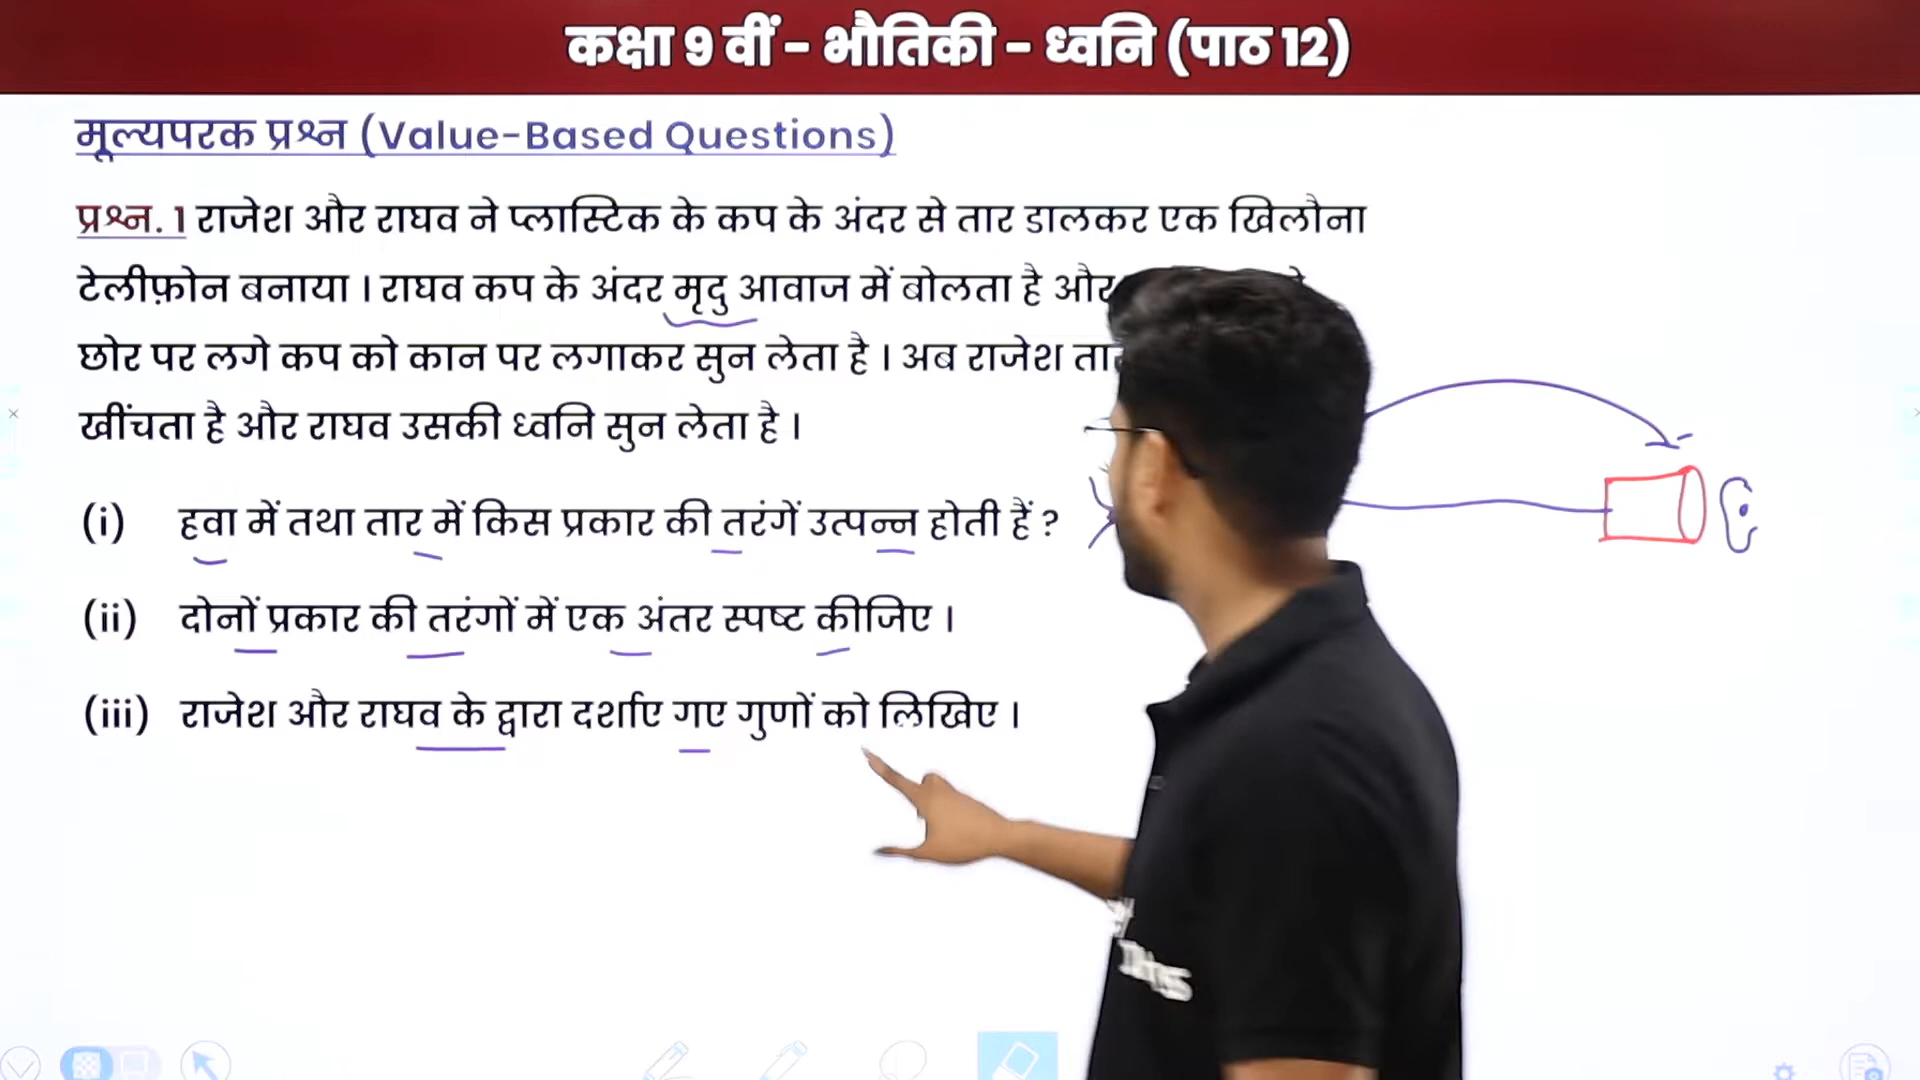 कक्षा 9 वीं - भौतिकी - ध्वनि (पाठ 12)
मूल्यपरक प्रश्न (Value-Based Questions)
प्रश्न. 1 राजेश और राघव ने प्लास्टिक के कप के अंदर से तार डालकर एक खिलौना
टेलीफ़ोन बनाया । राघव कप के अंदर मृदु आवाज में बोलता है और
छोर पर लगे कप को कान पर लगाकर सुन लेता है । अब राजेश
खींचता है और राघव उसकी ध्वनि सुन लेता है ।
(i) हवा में तथा तार में किस प्रकार की तरंगें उत्पन्न होती हैं ?
(ii) दोनों प्रकार की तरंगों में एक अंतर स्पष्ट कीजिए ।
(iii) राजेश और राघव के द्वारा दर्शाए गए गुणों को लिखिए ।